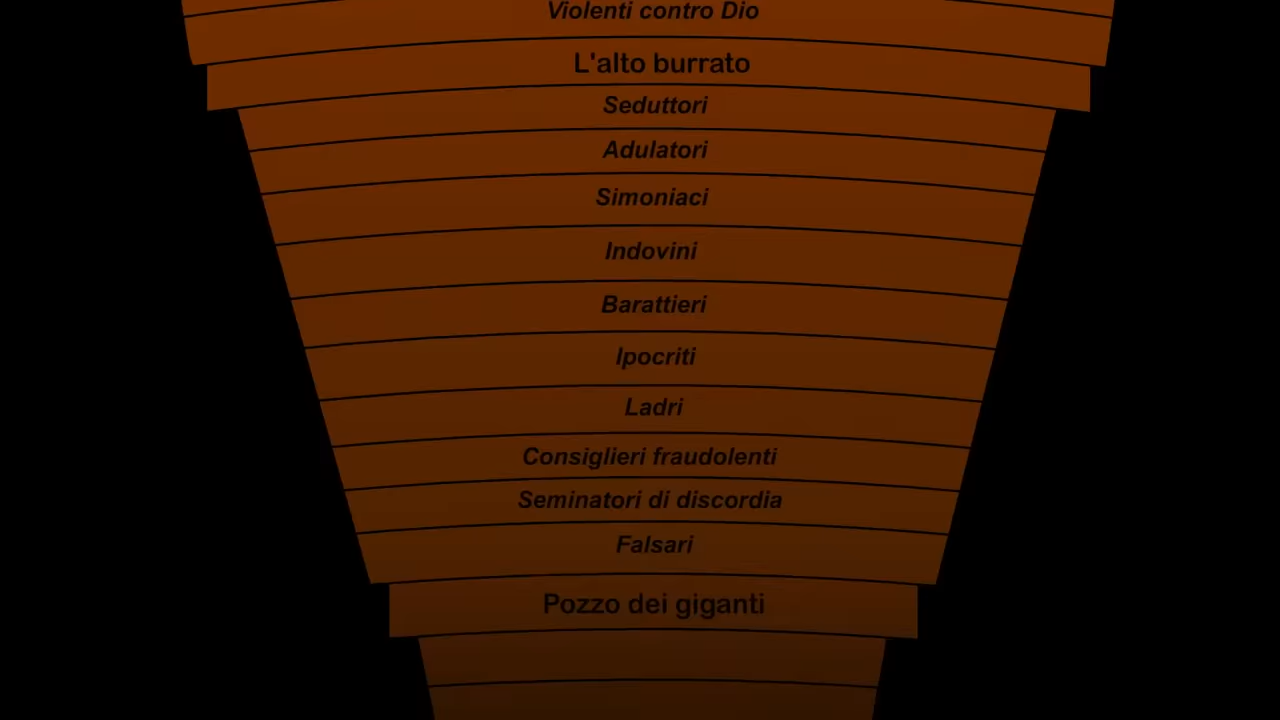 Violenti contro Dio
L'alto burrato
Seduttori
Adulatori
Simoniaci
Indovini
Barattieri
Ipocriti
Ladri
Consiglieri fraudolenti
Seminatori di discordia
Falsari
Pozzo dei giganti